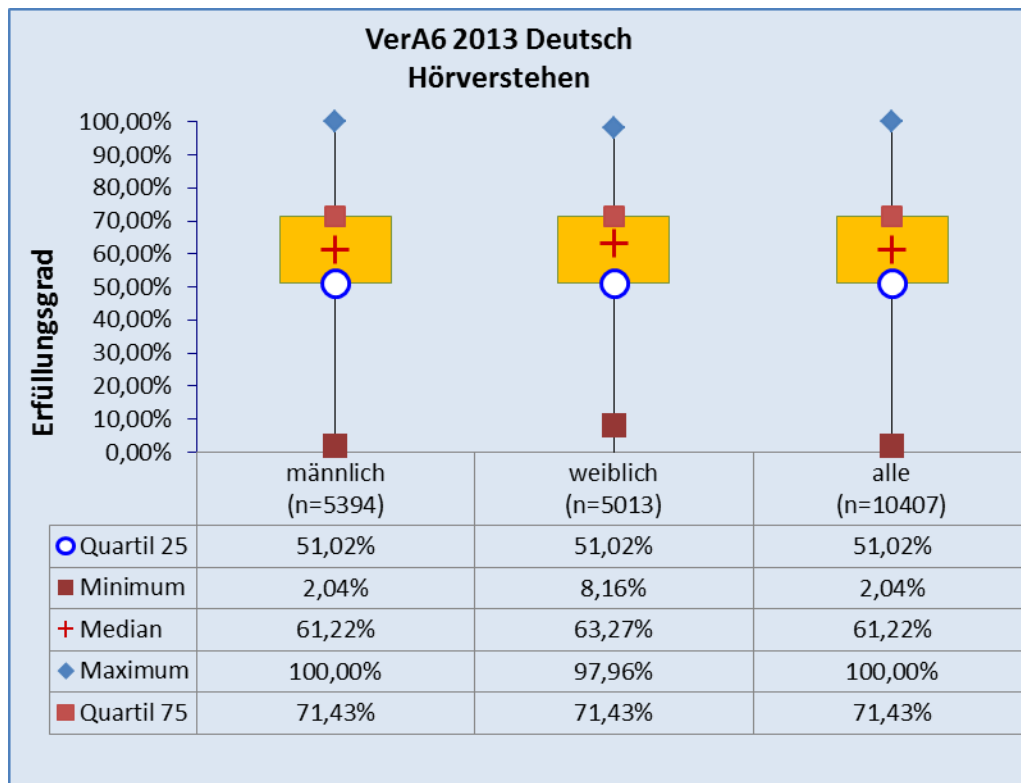 VerA6 2013 Deutsch
Hörverstehen
Erfüllungsgrad
100,00%
90,00%
80,00%
70,00%
60,00%
50,00%
40,00%
30,00%
20,00%
10,00%
0,00%
männlich weiblich alle
(n=5394) (n=5013) (n=10407)
Quartil 25 51,02% 51,02% 51,02%
Minimum 2,04% 8,16% 2,04%
Median 61,22% 63,27% 61,22%
Maximum 100,00% 97,96% 100,00%
Quartil 75 71,43% 71,43% 71,43%